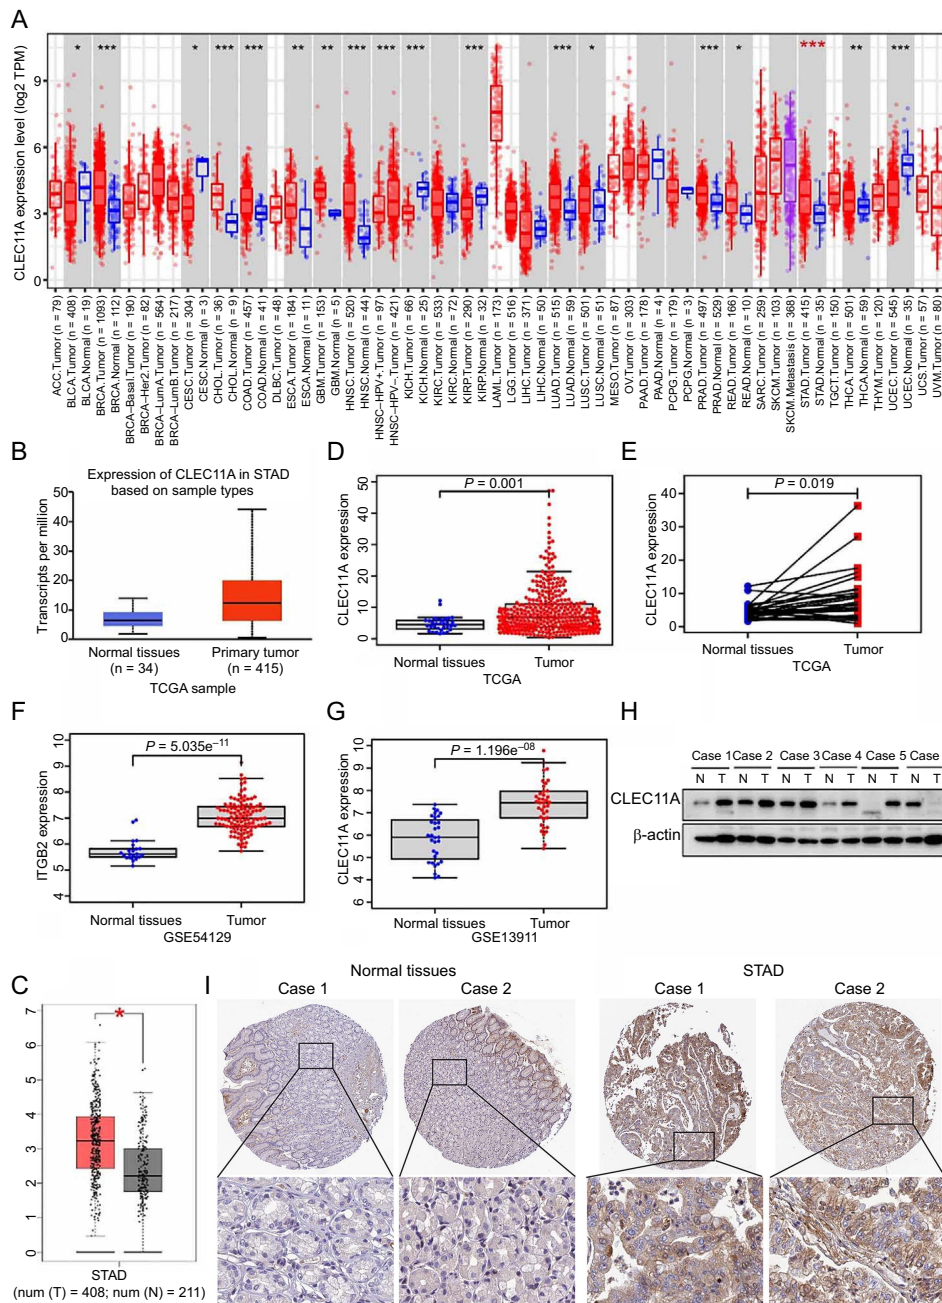 A
CLEC11A expression level (log2 TPM)
9
6
3
0
* *** * *** *** ** ** *** *** *** *** *** * *** * *** ** ***
ACC.Tumor (n = 79)
BLCA.Tumor (n = 408)
BLCA.Normal (n = 19)
BRCA.Tumor (n = 1093)
BRCA.Normal (n = 112)
BRCA−Basal.Tumor (n = 190)
BRCA−Her2.Tumor (n = 82)
BRCA−LumA.Tumor (n = 564)
BRCA−LumB.Tumor (n = 217)
CESC.Tumor (n = 304)
CESC.Normal (n = 3)
CHOL.Tumor (n = 36)
CHOL.Normal (n = 9)
COAD.Tumor (n = 457)
COAD.Normal (n = 41)
DLBC.Tumor (n = 48)
ESCA.Tumor (n = 184)
ESCA.Normal (n = 11)
GBM.Tumor (n = 153)
GBM.Normal (n = 5)
HNSC.Tumor (n = 520)
HNSC.Normal (n = 44)
HNSC−HPV+.Tumor (n = 97)
HNSC−HPV−.Tumor (n = 421)
KICH.Tumor (n = 66)
KICH.Normal (n = 25)
KIRC.Tumor (n = 533)
KIRC.Normal (n = 72)
KIRP.Tumor (n = 290)
KIRP.Normal (n = 32)
LAML.Tumor (n = 173)
LGG.Tumor (n = 516)
LIHC.Tumor (n = 371)
LIHC.Normal (n = 50)
LUAD.Tumor (n = 515)
LUAD.Normal (n = 59)
LUSC.Tumor (n = 501)
LUSC.Normal (n = 51)
MESO.Tumor (n = 87)
OV.Tumor (n = 303)
PAAD.Tumor (n = 178)
PAAD.Normal (n = 4)
PCPG.Tumor (n = 179)
PCPG.Normal (n = 3)
PRAD.Tumor (n = 497)
PRAD.Normal (n = 529)
READ.Tumor (n = 166)
READ.Normal (n = 10)
SARC.Tumor (n = 259)
SKCM.Tumor (n = 103)
SKCM.Metastasis (n = 368)
STAD.Tumor (n = 415)
STAD.Normal (n = 35)
TGCT.Tumor (n = 150)
THCA.Tumor (n = 501)
THCA.Normal (n = 59)
THYM.Tumor (n = 120)
UCEC.Tumor (n = 545)
UCEC.Normal (n = 35)
UCS.Tumor (n = 57)
UVM.Tumor (n = 80)
B
Expression of CLEC11A in STAD
based on sample types
Transcripts per million
50
40
30
20
10
0
Normal tissues
(n = 34)
Primary tumor
(n = 415)
TCGA sample
D
CLEC11A expression
50
40
30
20
10
0
P = 0.001
Normal tissues
Tumor
TCGA
E
CLEC11A expression
40
30
20
10
0
P = 0.019
Normal tissues
Tumor
TCGA
F
ITGB2 expression
10
9
8
7
6
5
4
P = 5.035e−11
Normal tissues
Tumor
GSE54129
G
CLEC11A expression
10
9
8
7
6
5
4
6
P = 1.196e−08
Normal tissues
Tumor
GSE13911
H
Case 1 Case 2 Case 3 Case 4 Case 5 Case
N T N T N T N T N T N T
CLEC11A
β-actin
C
7
6
5
4
3
2
1
0
*
STAD
(num (T) = 408; num (N) = 211)
I
Normal tissues
STAD
Case 1
Case 2
Case 1
Case 2